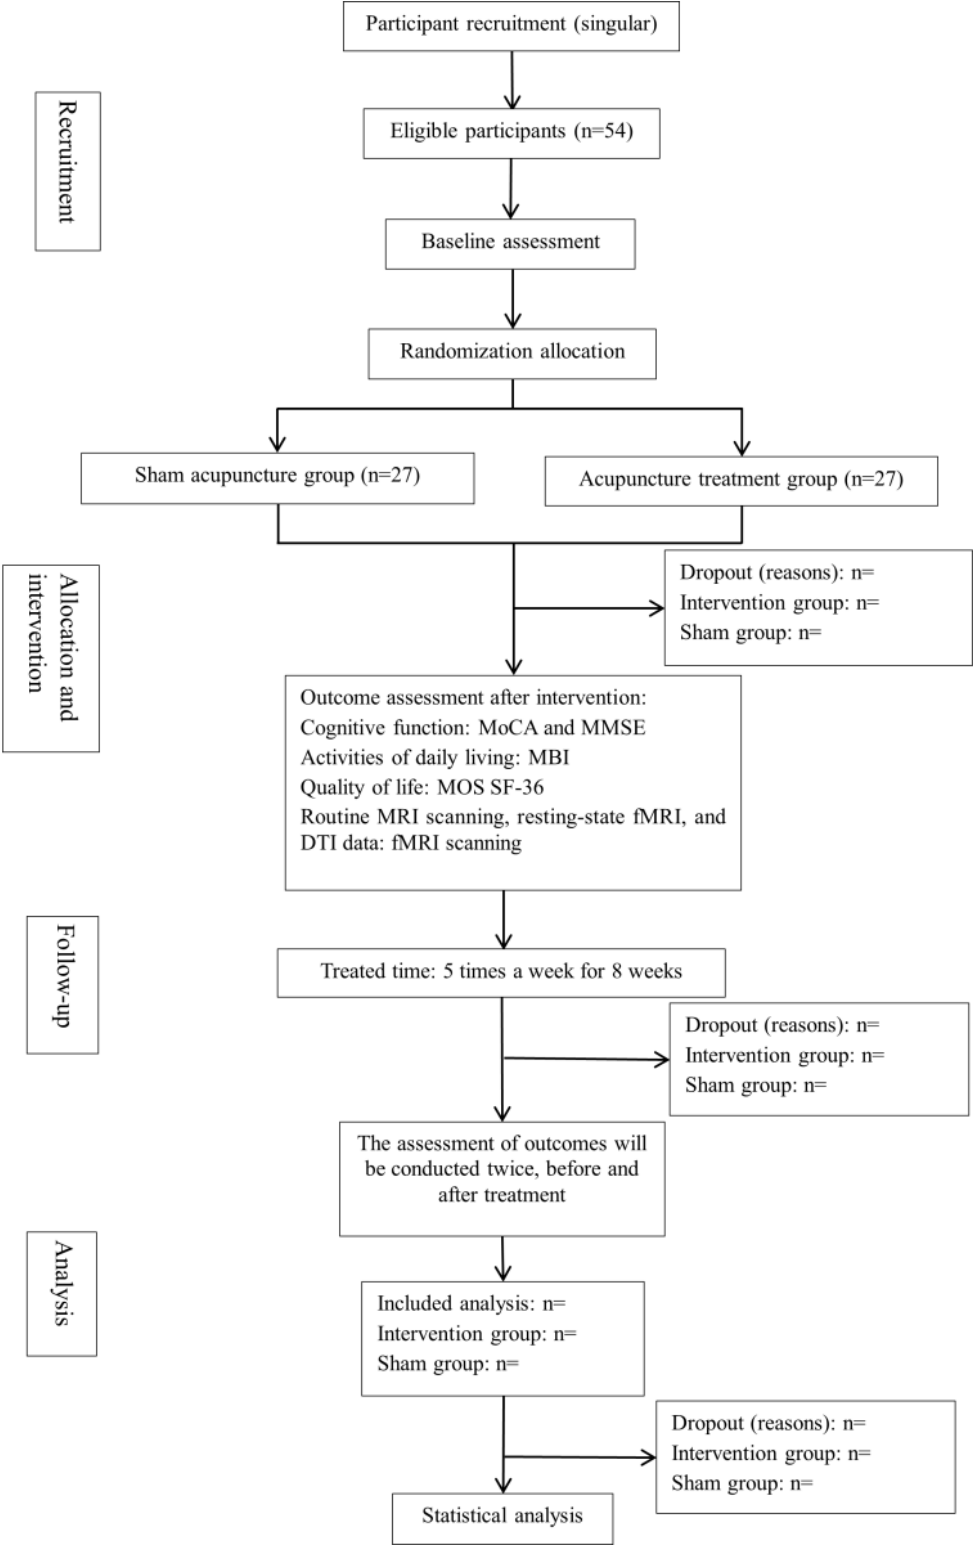 Participant recruitment (singular)
Recruitment
Eligible participants (n=54)
Baseline assessment
Randomization allocation
Sham acupuncture group (n=27)
Acupuncture treatment group (n=27)
Allocation and
intervention
Dropout (reasons): n=
Intervention group: n=
Sham group: n=
Outcome assessment after intervention:
Cognitive function: MoCA and MMSE
Activities of daily living: MBI
Quality of life: MOS SF-36
Routine MRI scanning, resting-state fMRI, and
DTI data: fMRI scanning
Follow-up
Treated time: 5 times a week for 8 weeks
Dropout (reasons): n=
Intervention group: n=
Sham group: n=
The assessment of outcomes will
be conducted twice, before and
after treatment
Analysis
Included analysis: n=
Intervention group: n=
Sham group: n=
Dropout (reasons): n=
Intervention group: n=
Sham group: n=
Statistical analysis